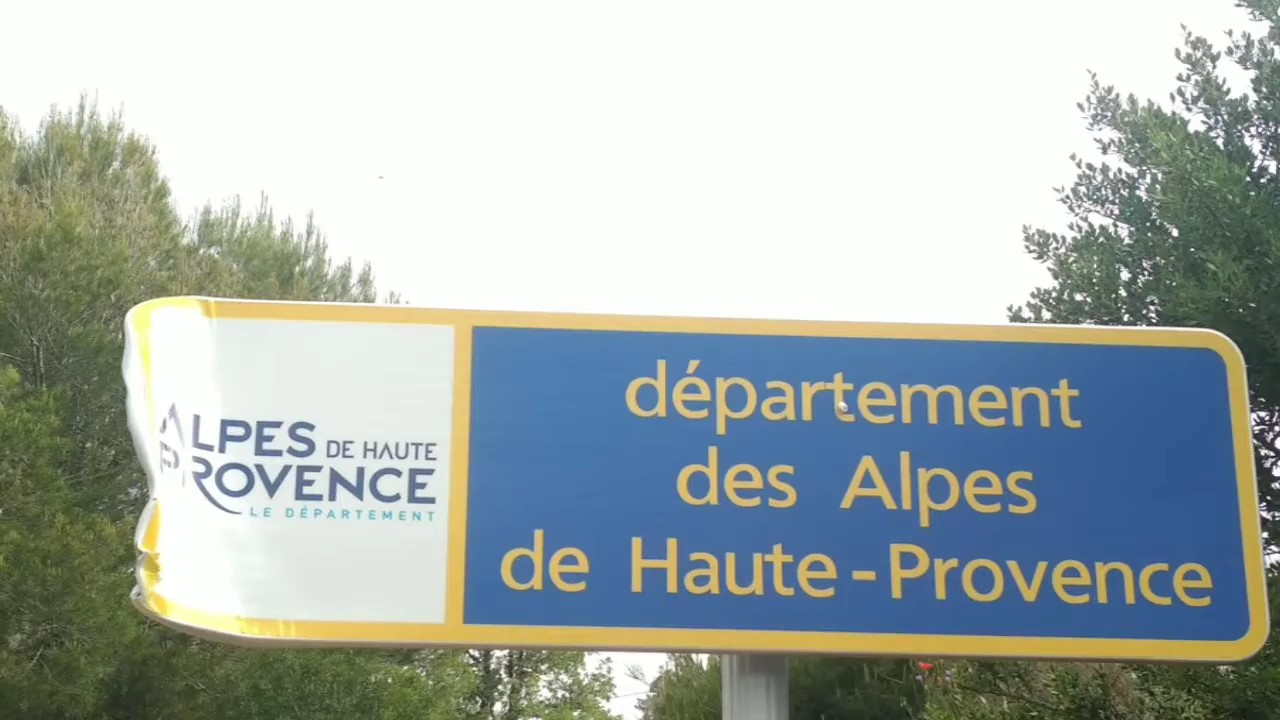 ALPES DE HAUTE
PROVENCE
LE DÉPARTEMENT
département
des Alpes
de Haute-Provence